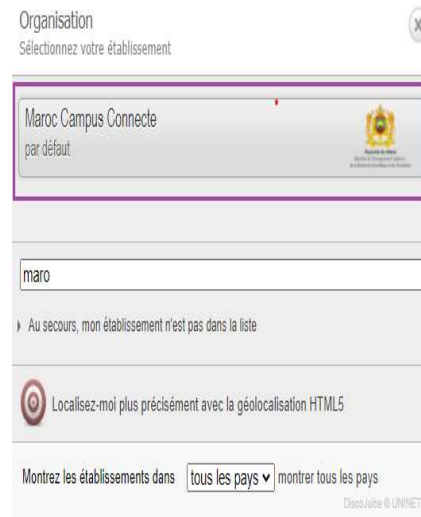 Organisation
Sélectionnez votre établissement
x
Maroc Campus Connecte
par défaut
maro
Au secours, mon établissement n'est pas dans la liste
Localisez-moi plus précisément avec la géolocalisation HTML5
Montrez les établissements dans tous les pays montrer tous les pays
DiscoJuice © UNINET